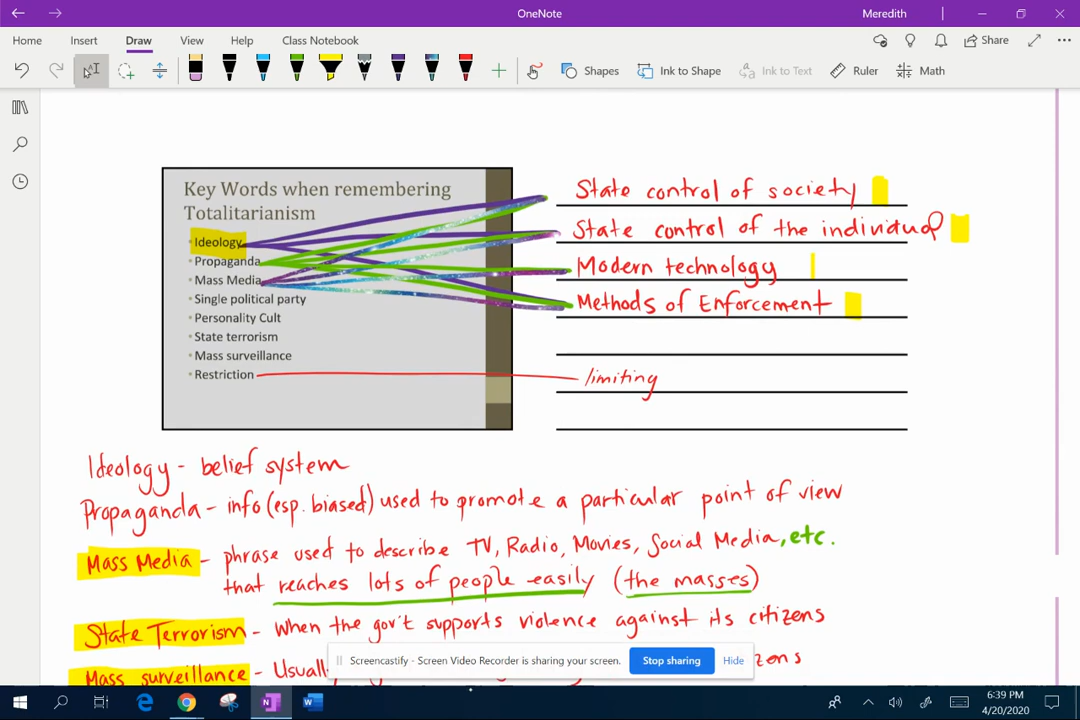 OneNote
Meredith
Home Insert Draw View Help Class Notebook Share
Shapes Ink to Shape Ink to Text Ruler Math
Key Words when remembering
Totalitarianism
Ideology
Propaganda
Mass Media
Single political party
Personality Cult
State terrorism
Mass surveillance
Restriction
State control of society
State control of the individual
Modern technology
Methods of Enforcement
limiting
Ideology - belief system
Propaganda - info (esp. biased) used to promote a particular point of view
Mass Media - phrase used to describe TV, Radio, Movies, Social Media, etc.
that reaches lots of people easily (the masses)
State Terrorism - when the gov't supports violence against its citizens
Mass surveillance - Usually
Screencastify - Screen Video Recorder is sharing your screen. Stop sharing Hide
6:39 PM
4/20/2020